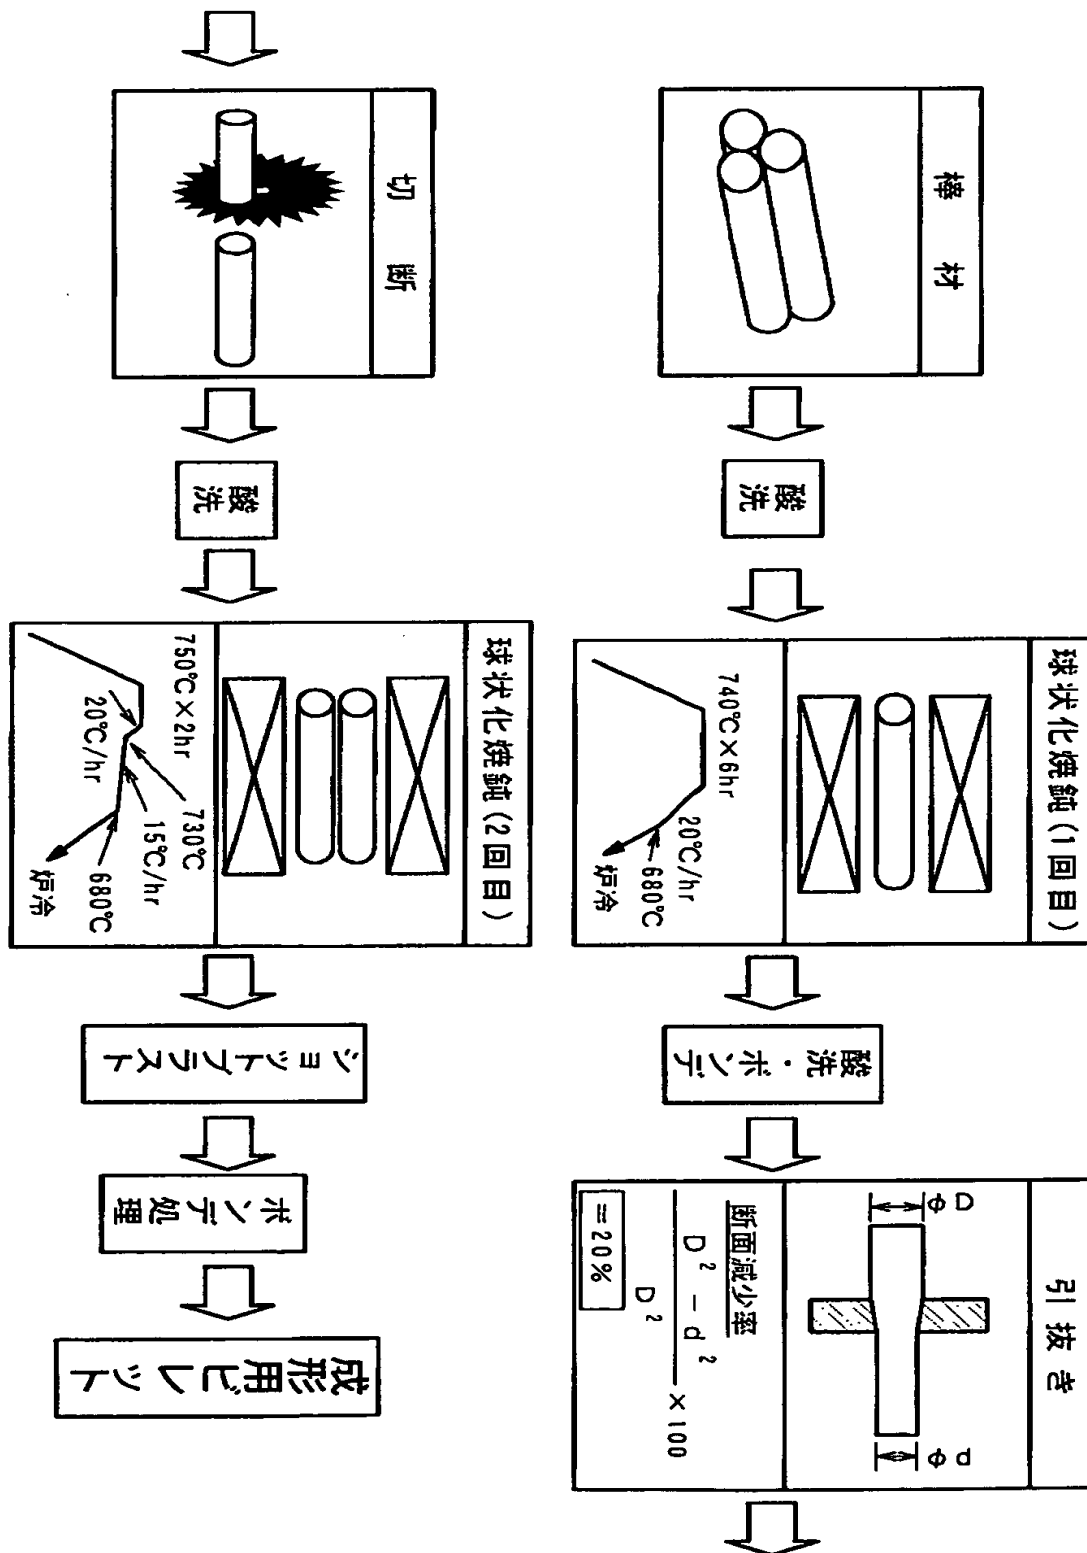 棒材
酸洗
球状化焼鈍(1回目)
740℃×6hr
20℃/hr
680℃
炉冷
酸洗・ボンデ
引抜き
φD
φd
断面減少率
D² - d²
D²
×100
=20%
切断
酸洗
球状化焼鈍(2回目)
750℃×2hr
20℃/hr
730℃
15℃/hr
680℃
炉冷
ショットブラスト
ボンデ処理
成形用ビレット